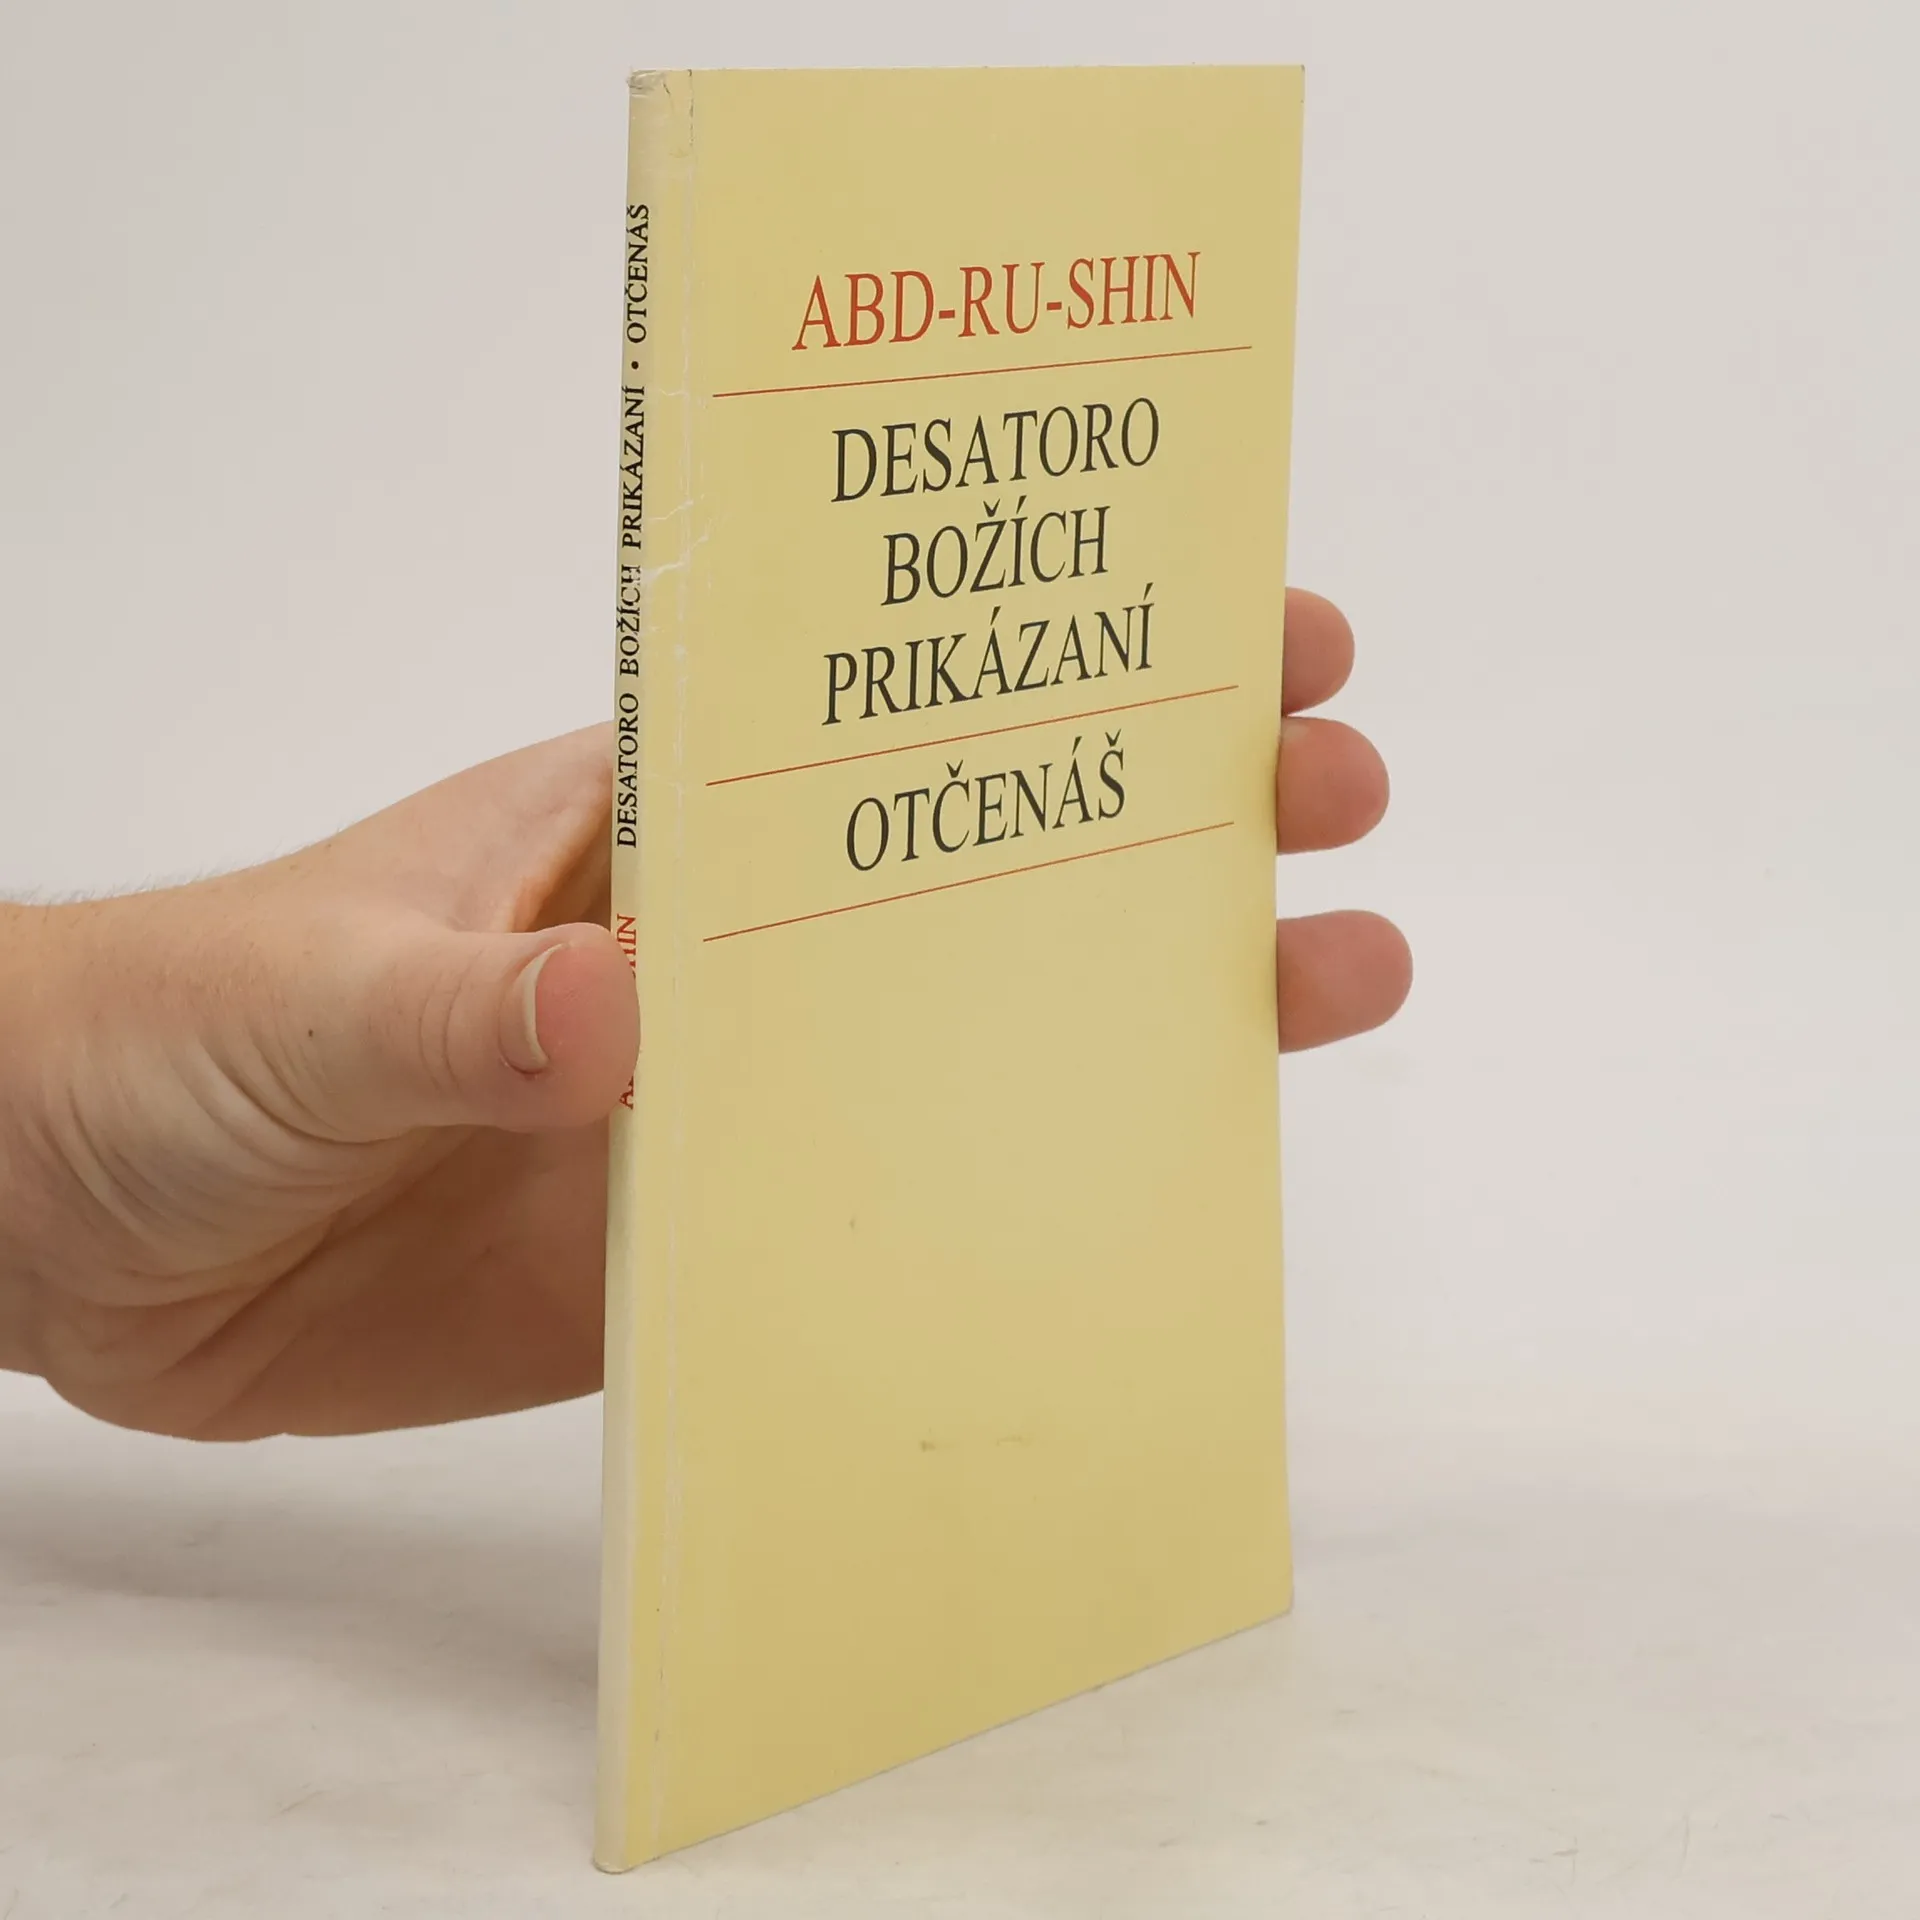 ABD-RU-SHIN
DESATORO
BOŽÍCH
PRIKÁZANÍ
OTČENÁŠ
DESATORO BOŽÍCH PRIKÁZANÍ • OTČENÁŠ